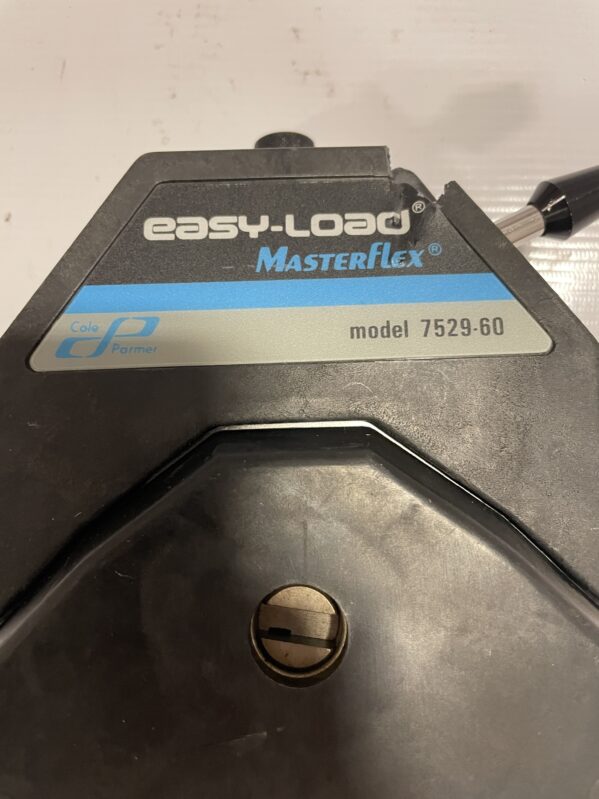 easy-Load®
MASTERflex®
Cole
Parmer
model 7529-60